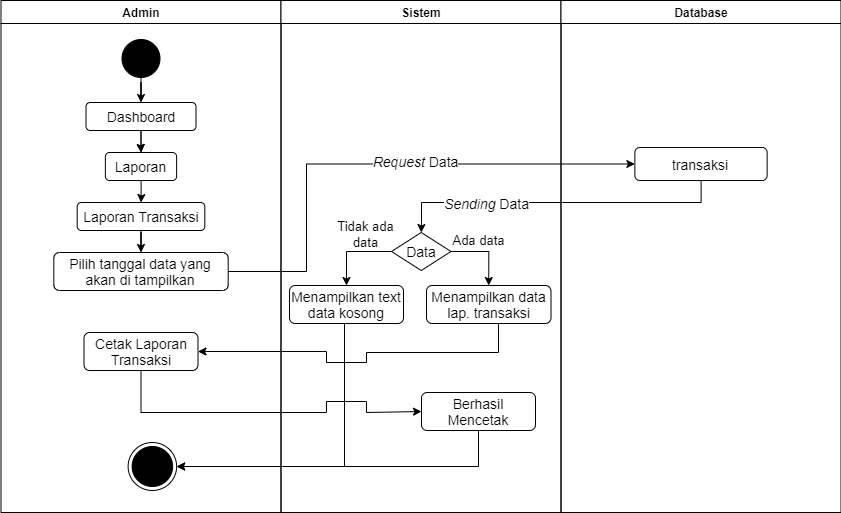 Admin
Sistem
Database
Dashboard
Laporan
Laporan Transaksi
Pilih tanggal data yang
akan di tampilkan
Request Data
transaksi
Sending Data
Tidak ada
data
Data
Ada data
Menampilkan text
data kosong
Menampilkan data
lap. transaksi
Cetak Laporan
Transaksi
Berhasil
Mencetak